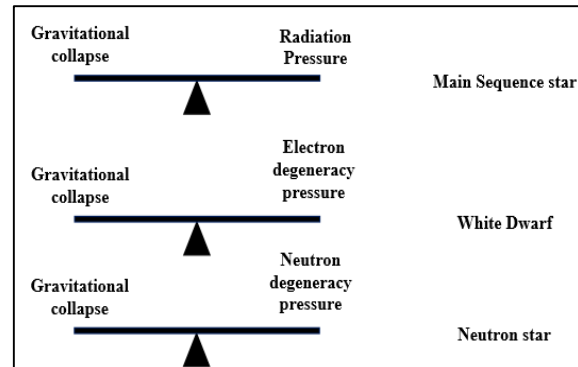 Gravitational
collapse
Radiation
Pressure
Main Sequence star
Gravitational
collapse
Electron
degeneracy
pressure
White Dwarf
Gravitational
collapse
Neutron
degeneracy
pressure
Neutron star